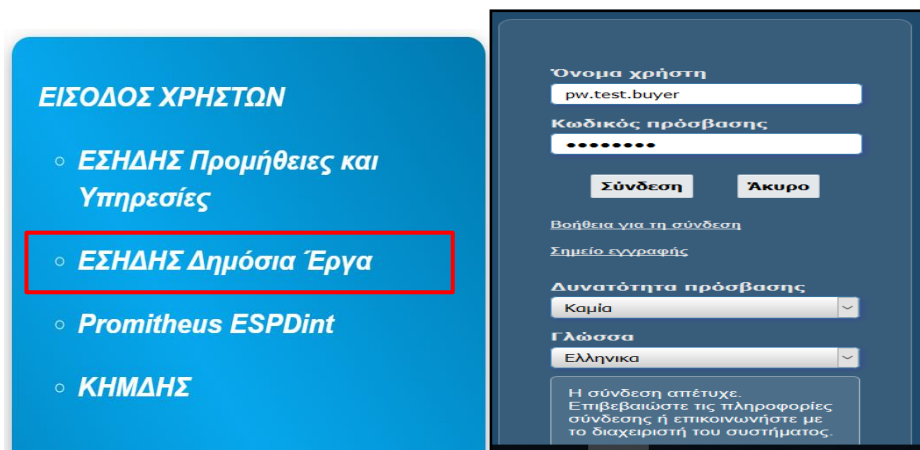 ΕΙΣΟΔΟΣ ΧΡΗΣΤΩΝ
ΕΣΗΔΗΣ Προμήθειες και
Υπηρεσίες
ΕΣΗΔΗΣ Δημόσια Έργα
Promitheus ESPDint
ΚΗΜΔΗΣ
Όνομα χρήστη
pw.test.buyer
Κωδικός πρόσβασης
••••••••
Σύνδεση Άκυρο
Βοήθεια για τη σύνδεση
Σημείο εγγραφής
Δυνατότητα πρόσβασης
Καμία
Γλώσσα
Ελληνικα
Η σύνδεση απέτυχε.
Επιβεβαιώστε τις πληροφορίες
σύνδεσης ή επικοινωνήστε με
το διαχειριστή του συστήματος.